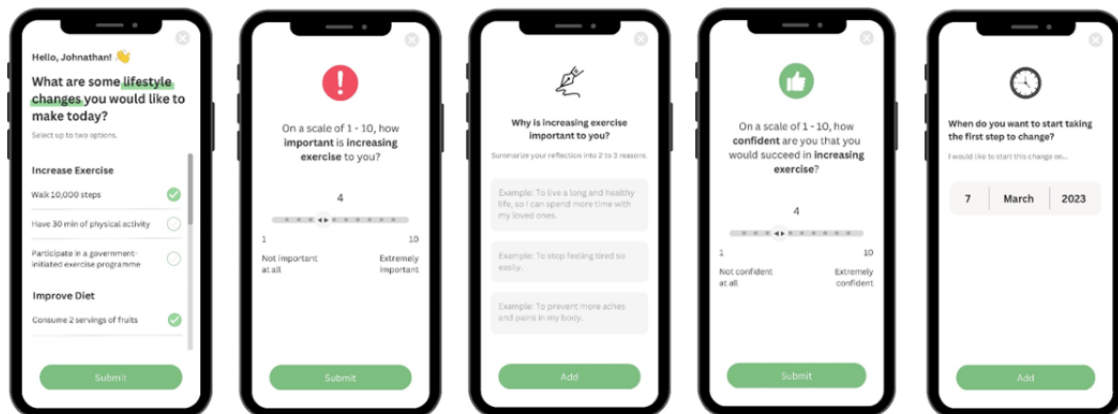 Hello, Johnathan! 👋
What are some lifestyle
changes you would like to
make today?
Select up to two options.
Increase Exercise
Walk 10,000 steps
Have 30 min of physical activity
Participate in a government-
initiated exercise programme
Improve Diet
Consume 2 servings of fruits
Submit
On a scale of 1 - 10, how
important is increasing
exercise to you?
4
1
10
Not important
at all
Extremely
important
Submit
Why is increasing exercise
important to you?
Summarize your reflection into 2 to 3 reasons.
Example: To live a long and healthy
life, so I can spend more time with
my loved ones.
Example: To stop feeling tired so
easily.
Example: To prevent more aches
and pains in my body.
Add
On a scale of 1 - 10, how
confident are you that you
would succeed in increasing
exercise?
4
1
10
Not confident
at all
Extremely
confident
Submit
When do you want to start taking
the first step to change?
I would like to start this change on...
7 March 2023
Add